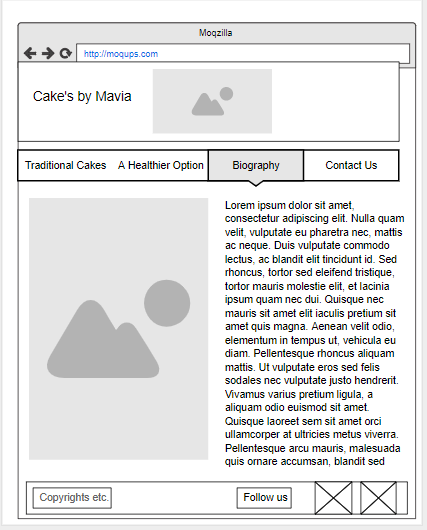 Moqzilla
http://moqups.com
Cake's by Mavia
Traditional Cakes A Healthier Option Biography Contact Us
Lorem ipsum dolor sit amet,
consectetur adipiscing elit. Nulla quam
velit, vulputate eu pharetra nec, mattis
ac neque. Duis vulputate commodo
lectus, ac blandit elit tincidunt id. Sed
rhoncus, tortor sed eleifend tristique,
tortor mauris molestie elit, et lacinia
ipsum quam nec dui. Quisque nec
mauris sit amet elit iaculis pretium sit
amet quis magna. Aenean velit odio,
elementum in tempus ut, vehicula eu
diam. Pellentesque rhoncus aliquam
mattis. Ut vulputate eros sed felis
sodales nec vulputate justo hendrerit.
Vivamus varius pretium ligula, a
aliquam odio euismod sit amet.
Quisque laoreet sem sit amet orci
ullamcorper at ultricies metus viverra.
Pellentesque arcu mauris, malesuada
quis ornare accumsan, blandit sed
Copyrights etc. Follow us